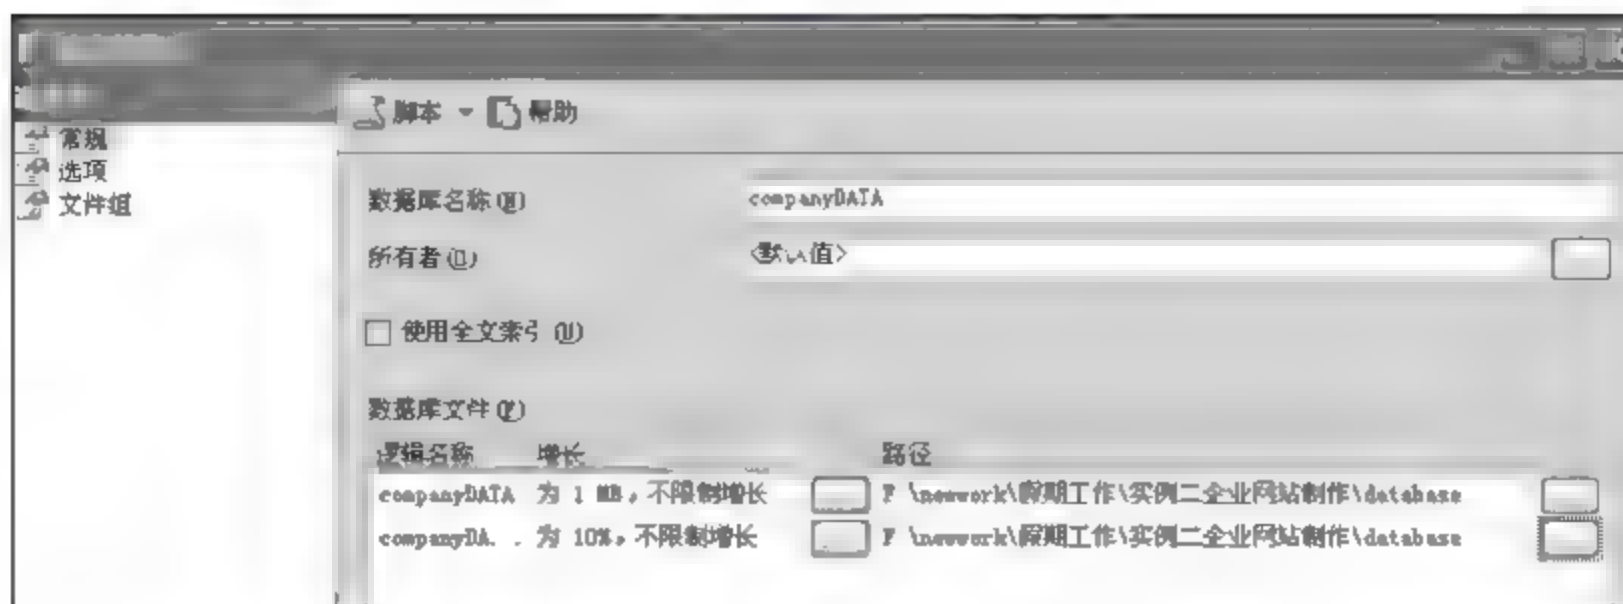 脚本 帮助
常规
选项
文件组
数据库名称(N) companyDATA
所有者(O) <默认值>
使用全文索引(U)
数据库文件(F)
逻辑名称 增长 路径
companyDATA 为 1 MB，不限制增长 F \newwork\假期工作\实例二企业网站制作\database
companyDA. . 为 10%，不限制增长 F \newwork\假期工作\实例二企业网站制作\database